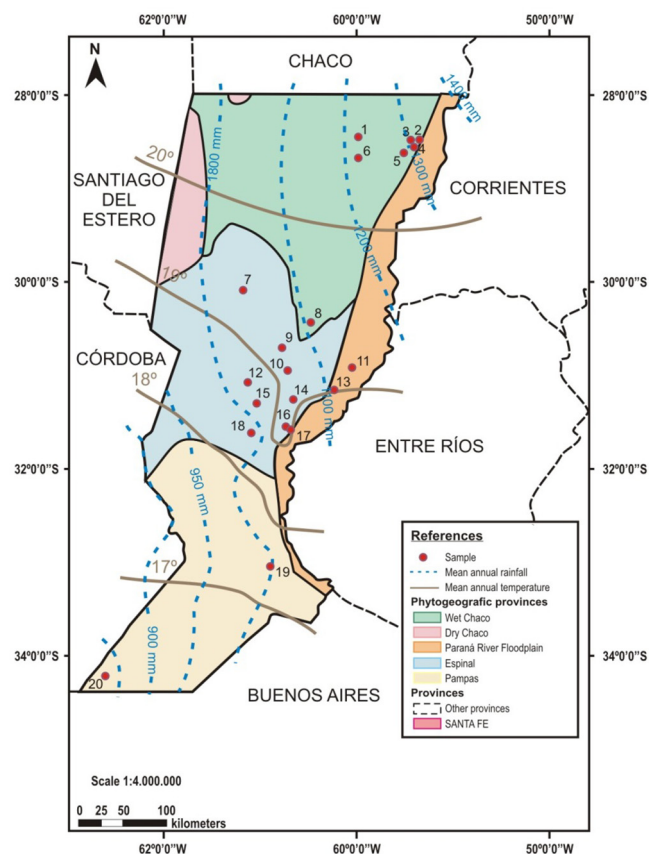 62°0'0"W 60°0'0"W 50°0'0"W
N
CHACO
28°0'0"S
28°0'0"S
1400 mm
1
3 2
4
5
6
300 mm
1800 mm
20º
SANTIAGO
DEL
ESTERO
CORRIENTES
1200 mm
30°0'0"S
30°0'0"S
19º
7
8
9
10
11
12
13
CÓRDOBA
18º
14
15
16
17
18
1100 mm
ENTRE RÍOS
32°0'0"S
32°0'0"S
950 mm
17º
19
900 mm
20
34°0'0"S
34°0'0"S
BUENOS AIRES
References
Sample
Mean annual rainfall
Mean annual temperature
Phytogeografic provinces
Wet Chaco
Dry Chaco
Paraná River Floodplain
Espinal
Pampas
Provinces
Other provinces
SANTA FE
Scale 1:4.000.000
0 25 50 100
kilometers
62°0'0"W 60°0'0"W 50°0'0"W